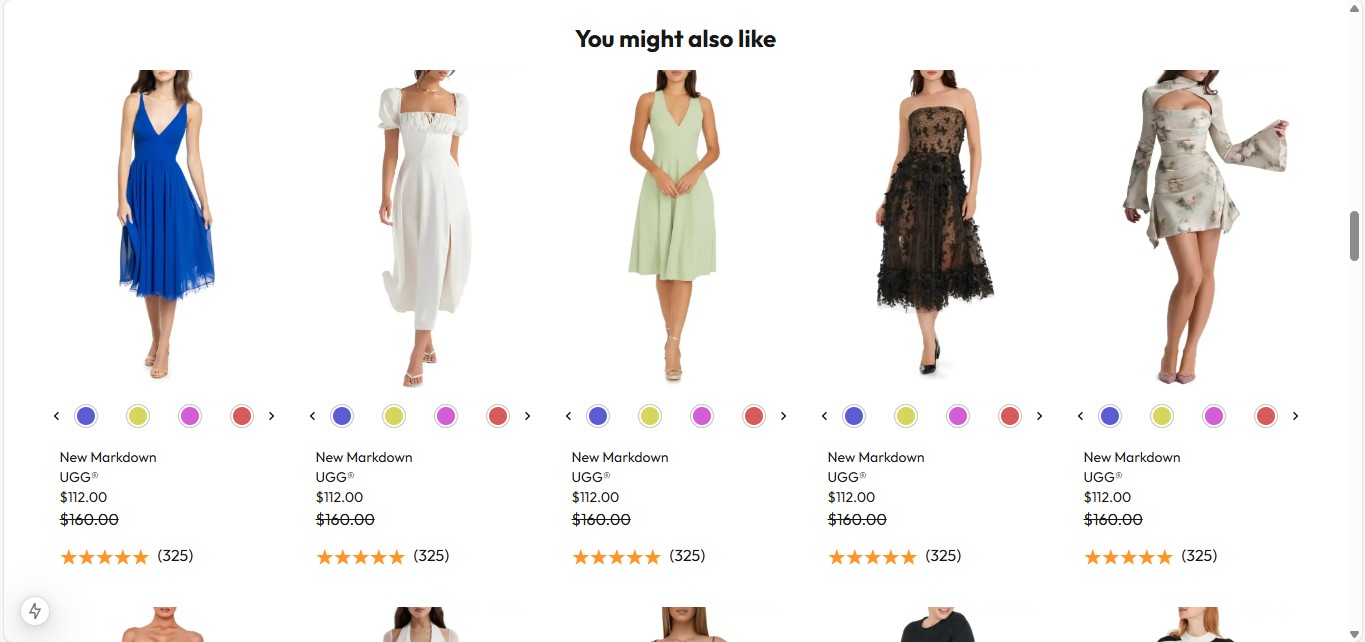 You might also like
New Markdown
UGG®
$112.00
$160.00
(325)
New Markdown
UGG®
$112.00
$160.00
(325)
New Markdown
UGG®
$112.00
$160.00
(325)
New Markdown
UGG®
$112.00
$160.00
(325)
New Markdown
UGG®
$112.00
$160.00
(325)